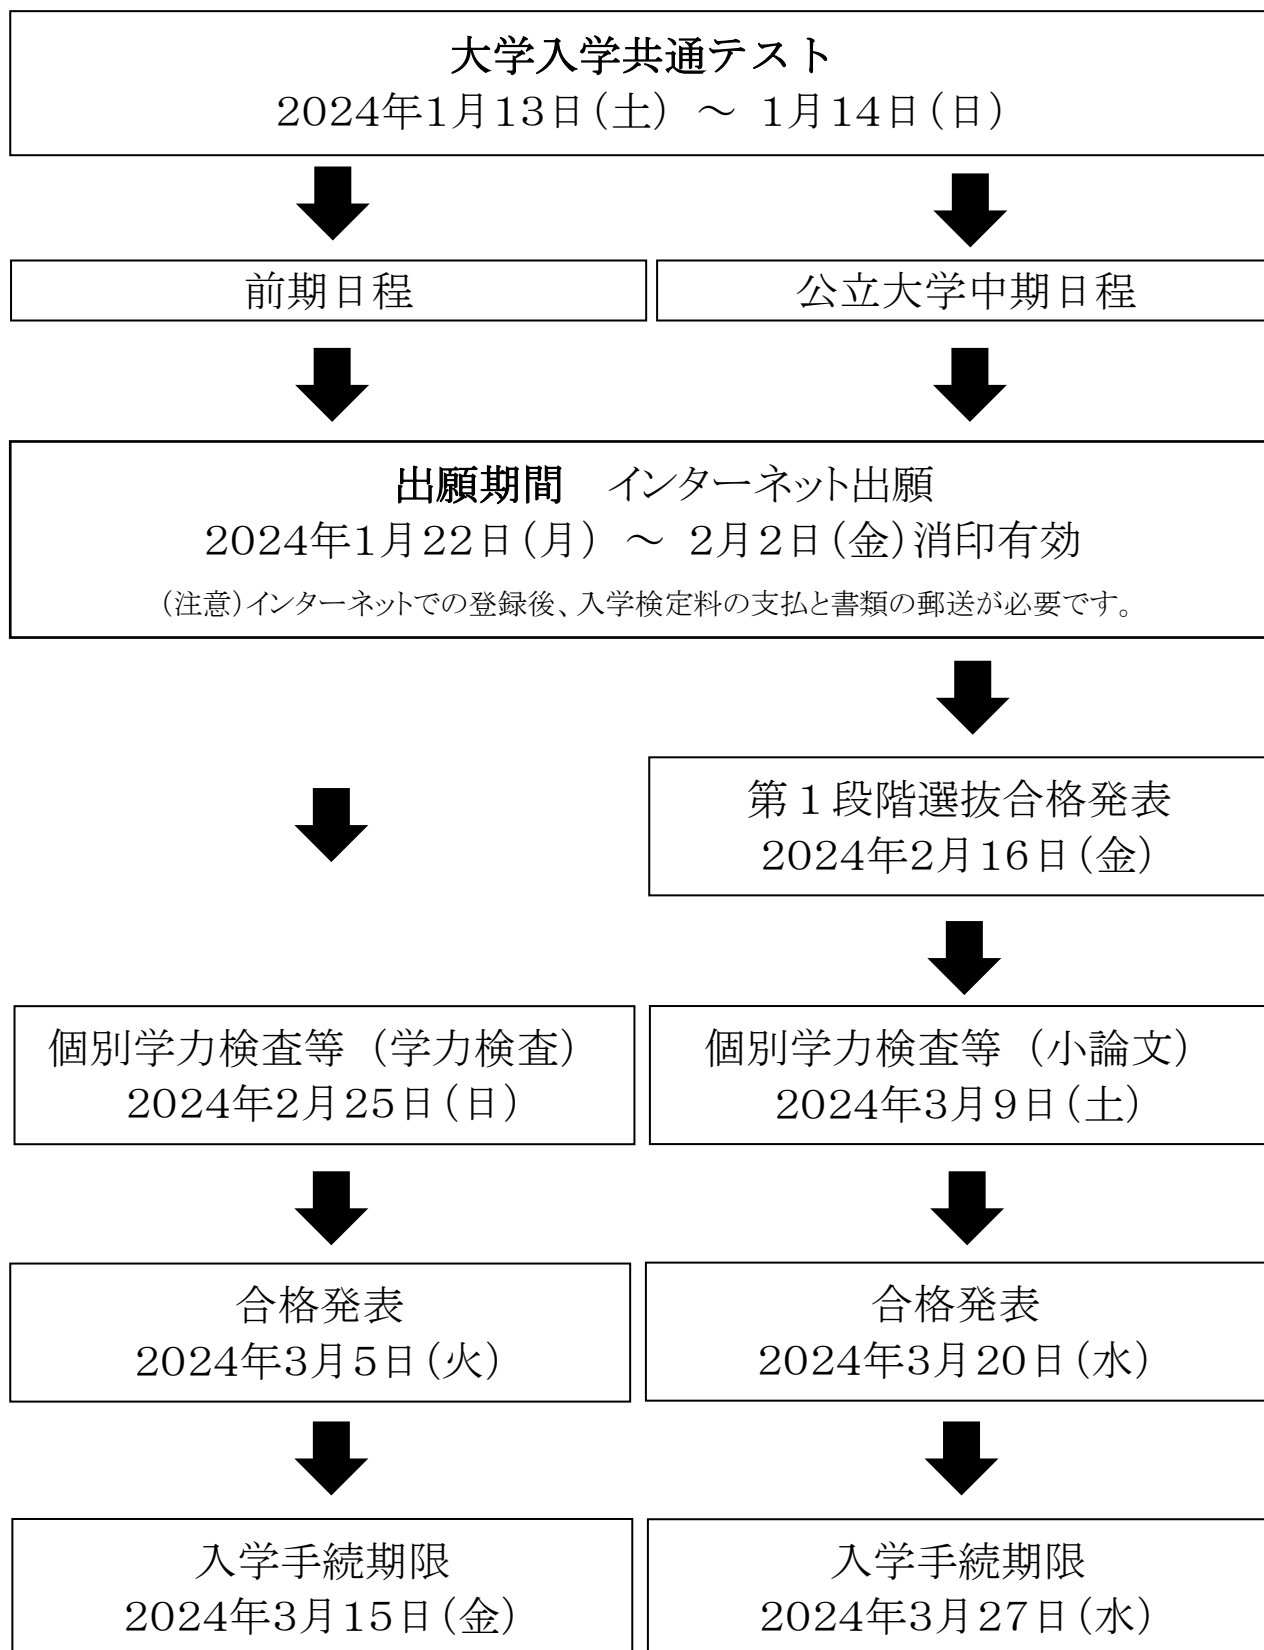 大学入学共通テスト
2024年1月13日(土) ～ 1月14日(日)
前期日程
公立大学中期日程
出願期間　インターネット出願
2024年1月22日(月) ～ 2月2日(金)消印有効
(注意)インターネットでの登録後、入学検定料の支払と書類の郵送が必要です。
第１段階選抜合格発表
2024年2月16日(金)
個別学力検査等（学力検査）
2024年2月25日(日)
個別学力検査等（小論文）
2024年3月9日(土)
合格発表
2024年3月5日(火)
合格発表
2024年3月20日(水)
入学手続期限
2024年3月15日(金)
入学手続期限
2024年3月27日(水)